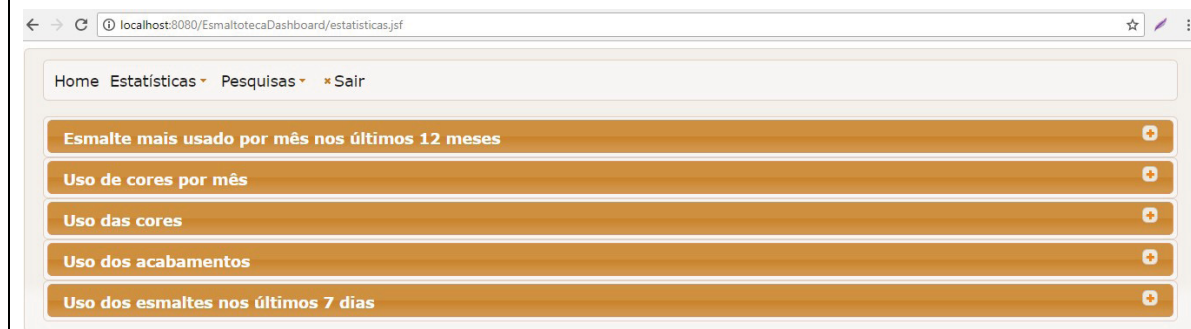 localhost:8080/EsmaltotecaDashboard/estatisticas.jsf
Home Estatísticas Pesquisas Sair
Esmalte mais usado por mês nos últimos 12 meses
Uso de cores por mês
Uso das cores
Uso dos acabamentos
Uso dos esmaltes nos últimos 7 dias